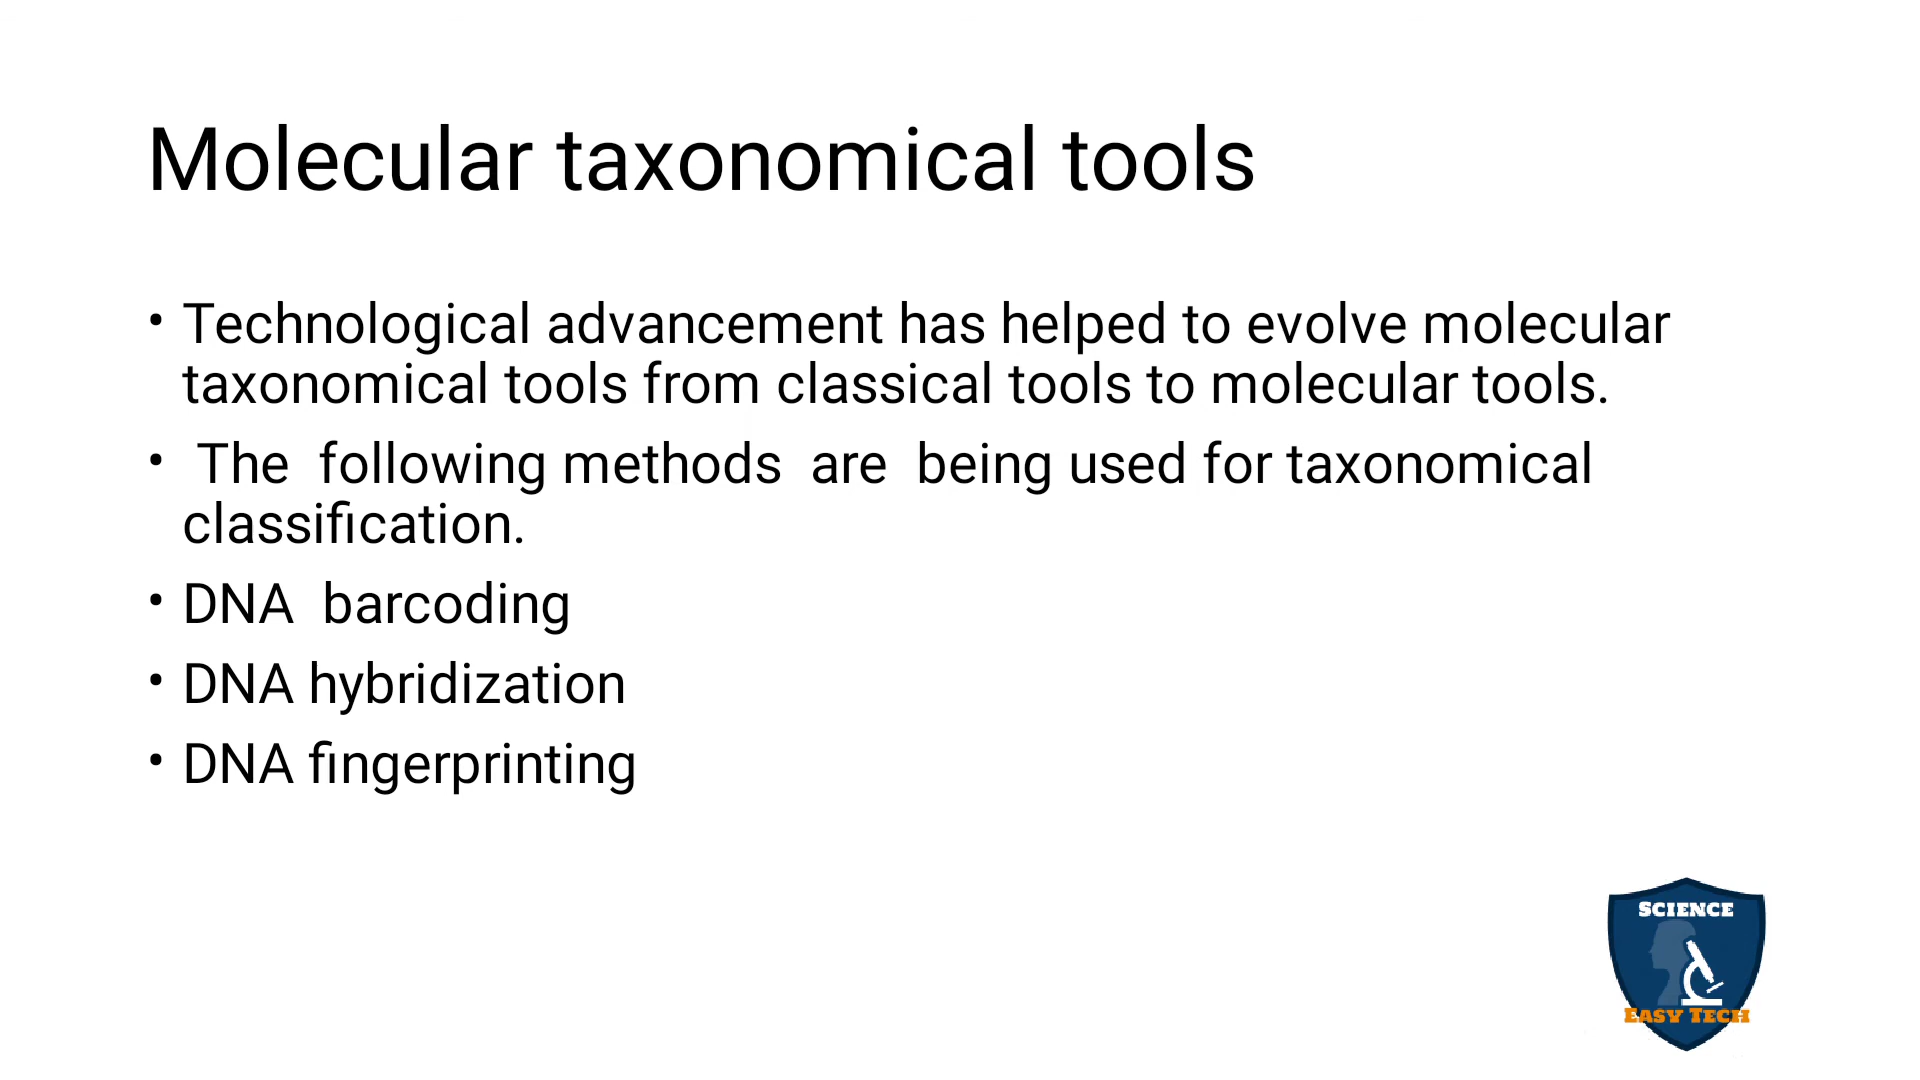 Molecular taxonomical tools
• Technological advancement has helped to evolve molecular
taxonomical tools from classical tools to molecular tools.
•  The  following methods  are  being used for taxonomical
classification.
• DNA  barcoding
• DNA hybridization
• DNA fingerprinting
SCIENCE
EASY TECH